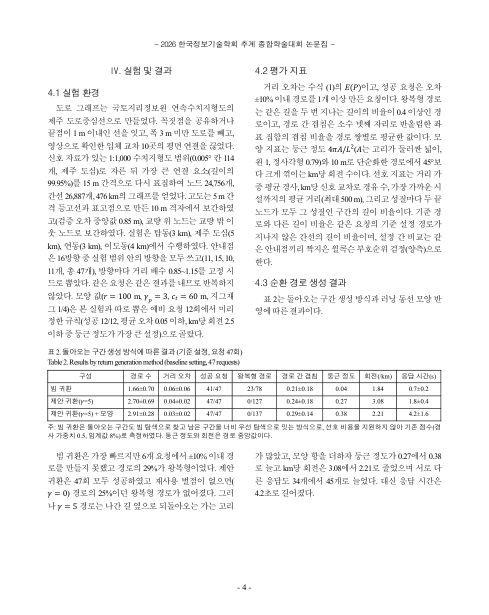 – 2026 한국정보기술학회 추계 종합학술대회 논문집 –
IV. 실험 및 결과
4.1 실험 환경
도로 그래프는 국토지리정보원 연속수치지형도의
제주 도로중심선으로 만들었다. 꼭짓점을 공유하거나
끝점이 1 m 이내인 선을 잇고, 폭 3 m 미만 도로를 빼고,
영상으로 확인한 입체 교차 10곳의 평면 연결을 끊었다.
신호 자료가 있는 1:1,000 수치지형도 범위(0.005° 칸 114
개, 제주 도심)로 자른 뒤 가장 큰 연결 요소(길이의
99.95%)를 15 m 간격으로 다시 표집하여 노드 24,756개,
간선 26,887개, 476 km의 그래프를 얻었다. 고도는 5 m 간
격 등고선과 표고점으로 만든 10 m 격자에서 보간하였
고(검증 오차 중앙값 0.85 m), 교량 위 노드는 교량 밖 이
웃 노드로 보간하였다. 실험은 탑동(3 km), 제주 도심(5
km), 연동(3 km), 이도동(4 km)에서 수행하였다. 안내점
은 16방향 중 실험 범위 안의 방향을 모두 쓰고(11, 15, 10,
11개, 총 47개), 방향마다 거리 배수 0.85~1.15를 고정 시
드로 뽑았다. 같은 요청은 같은 결과를 내므로 반복하지
않았다. 모양 값(r = 100 m, γₚ = 3, cₜ = 60 m, 지그재
그 1/4)은 본 실험과 따로 뽑은 예비 요청 12회에서 미리
정한 규칙(성공 12/12, 평균 오차 0.05 이하, km당 회전 2.5
이하 중 둥근 정도가 가장 큰 설정)으로 골랐다.
4.2 평가 지표
거리 오차는 수식 (1)의 E(P)이고, 성공 요청은 오차
±10% 이내 경로를 1개 이상 만든 요청이다. 왕복형 경로
는 같은 길을 두 번 지나는 길이의 비율이 0.4 이상인 경
로이고, 경로 간 겹침은 소수 넷째 자리로 반올림한 좌
표 집합의 겹침 비율을 경로 쌍별로 평균한 값이다. 모
양 지표는 둥근 정도 4πA/L²(A는 고리가 둘러싼 넓이,
원 1, 정사각형 0.79)와 10 m로 단순화한 경로에서 45°보
다 크게 꺾이는 km당 회전 수이다. 선호 지표는 거리 가
중 평균 경사, km당 신호 교차로 경유 수, 가장 가까운 시
설까지의 평균 거리(최대 500 m), 그리고 성질마다 두 끝
노드가 모두 그 성질인 구간의 길이 비율이다. 기준 경
로와 다른 길이 비율은 같은 요청의 기준 설정 경로가
지나지 않은 간선의 길이 비율이며, 설정 간 비교는 같
은 안내점끼리 짝지은 윌콕슨 부호순위 검정(양측)으로
한다.
4.3 순환 경로 생성 결과
표 2는 돌아오는 구간 생성 방식과 러닝 동선 모양 반
영에 따른 결과이다.
표 2. 돌아오는 구간 생성 방식에 따른 결과 (기준 설정, 요청 47회)
Table 2. Results by return generation method (baseline setting, 47 requests)
구성 경로 수 거리 오차 성공 요청 왕복형 경로 경로 간 겹침 둥근 정도 회전(/km) 응답 시간(s)
빔 귀환 1.66±0.70 0.06±0.06 41/47 23/78 0.21±0.18 0.04 1.84 0.7±0.2
제안 귀환(γ=5) 2.70±0.69 0.04±0.02 47/47 0/127 0.24±0.18 0.27 3.08 1.8±0.4
제안 귀환(γ=5) + 모양 2.91±0.28 0.03±0.02 47/47 0/137 0.29±0.14 0.38 2.21 4.2±1.6
주: 빔 귀환은 돌아오는 구간도 빔 탐색으로 찾고 남은 구간을 너비 우선 탐색으로 잇는 방식으로, 선호 비용을 지원하지 않아 기존 점수(경
사 가중치 0.5, 임계값 8%)로 측정하였다. 둥근 정도와 회전은 경로 중앙값이다.
빔 귀환은 가장 빠르지만 6개 요청에서 ±10% 이내 경
로를 만들지 못했고 경로의 29%가 왕복형이었다. 제안
귀환은 47회 모두 성공하였고 재사용 벌점이 없으면(
γ = 0) 경로의 25%이던 왕복형 경로가 없어졌다. 그러
나 γ = 5 경로는 나간 길 옆으로 되돌아오는 가는 고리
가 많았고, 모양 항을 더하자 둥근 정도가 0.27에서 0.38
로 늘고 km당 회전은 3.08에서 2.21로 줄었으며 서로 다
른 응답도 34개에서 45개로 늘었다. 대신 응답 시간은
4.2초로 길어졌다.
- 4 -